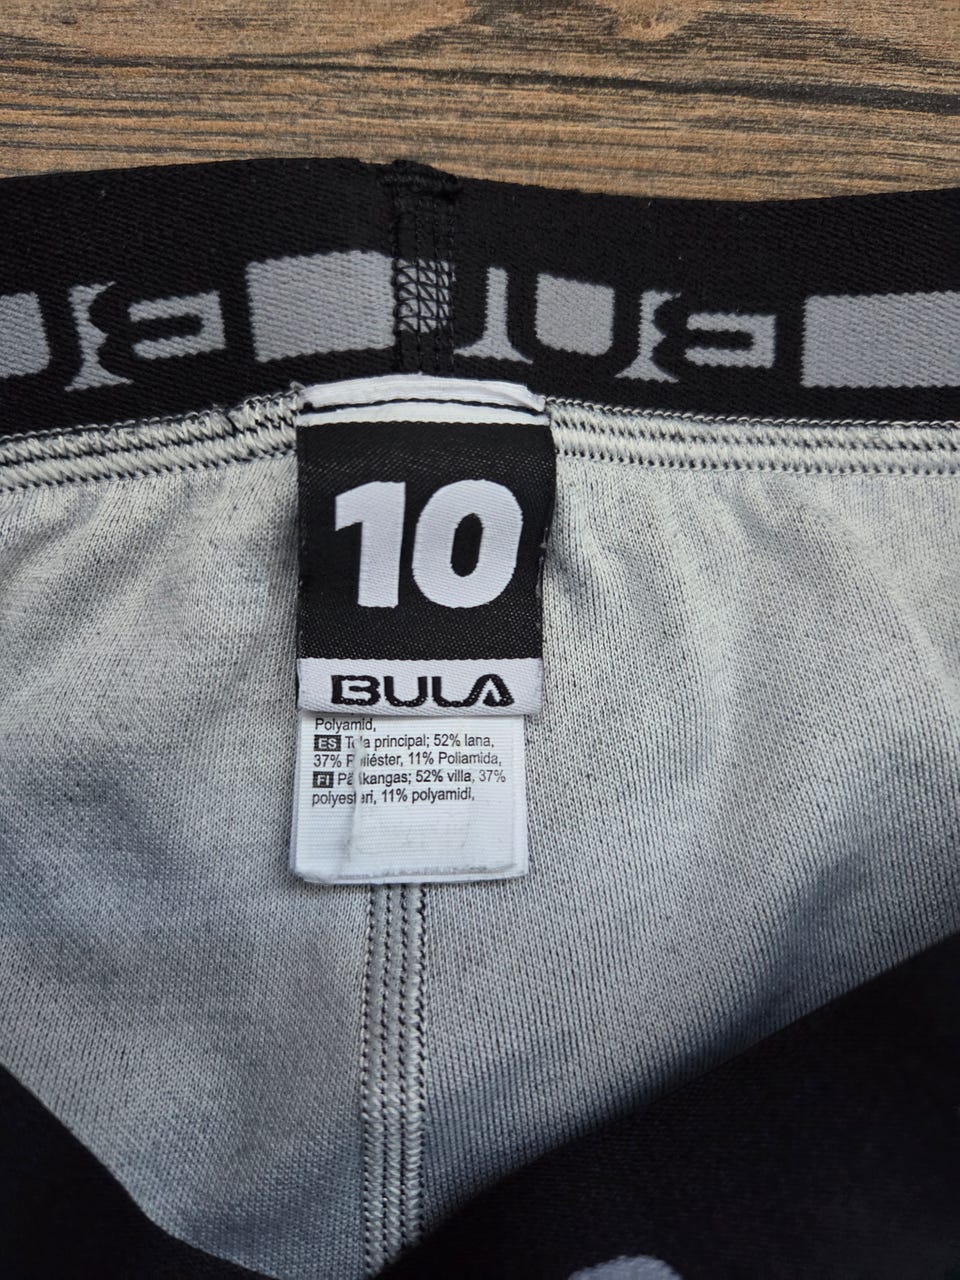 10
BULA
Polyamid,
ES Tela principal; 52% lana,
37% Poliéster, 11% Poliamida,
FI Pääkangas; 52% villa, 37%
polyesteri, 11% polyamidi,